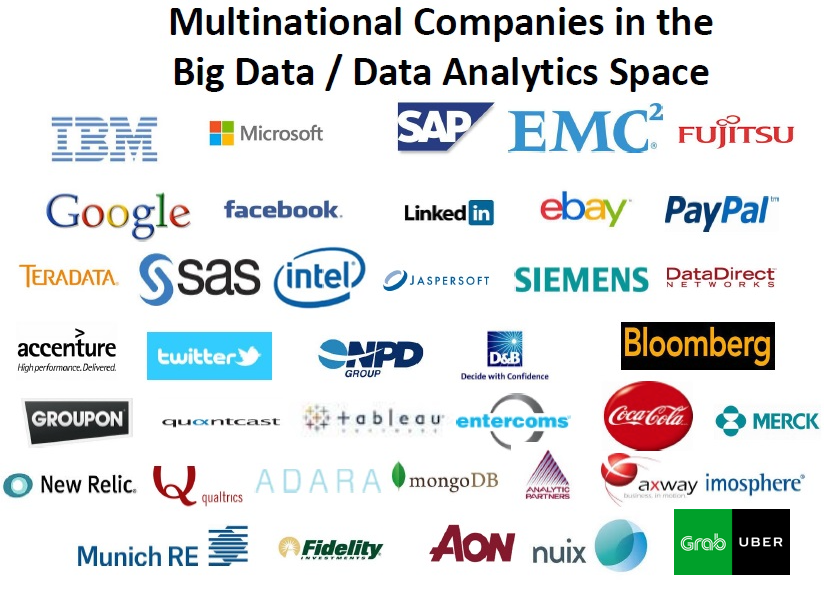 Multinational Companies in the
Big Data / Data Analytics Space
IBM Microsoft SAP EMC² FUJITSU
Google facebook. Linked in ebay™ PayPal™
TERADATA. sas intel JASPERSOFT SIEMENS DataDirect
NETWORKS
accenture twitter NPD D&B Bloomberg
High performance. Delivered. GROUP Decide with Confidence
GROUPON quantcast tableau entercoms Coca-Cola MERCK
SOFTWARE
New Relic. qualtrics ADARA mongoDB ANALYTIC axway imosphere®
PARTNERS business in motion
Munich RE Fidelity AON nuix Grab UBER
INVESTMENTS